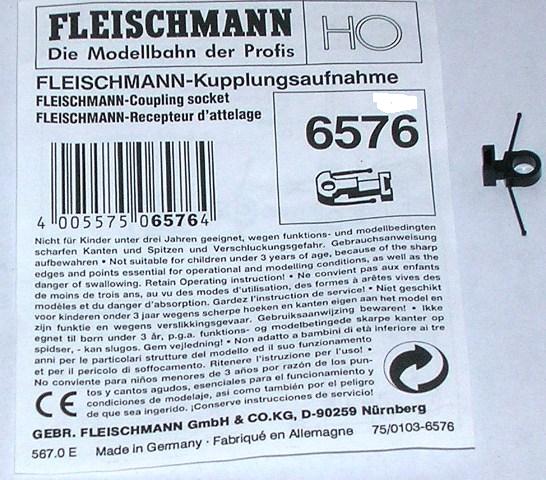 FLEISCHMANN
Die Modellbahn der Profis
HO
FLEISCHMANN-Kupplungsaufnahme
FLEISCHMANN-Coupling socket
FLEISCHMANN-Recepteur d'attelage
6576
4 005575 065764
Nicht für Kinder unter drei Jahren geeignet, wegen funktions- und modellbedingten
scharfen Kanten und Spitzen und Verschluckungsgefahr. Gebrauchsanweisung
aufbewahren • Not suitable for children under 3 years of age, because of the sharp
edges and points essential for operational and modelling conditions, as well as the
danger of swallowing. Retain Operating instruction! • Ne convient pas aux enfants
de moins de trois ans, au vu des modes d'utilisation, des formes à arêtes vives des
modèles et du danger d'absorption. Gardez l'instruction de service! • Niet geschikt
voor kinderen onder 3 jaar wegens scherpe hoeken en kanten eigen aan het model en
zijn funktie en wegens verslikkingsgevaar. Gebruiksaanwijzing bewaren! • Ikke
egnet til børn under 3 år, p.g.a. funktions- og modelbetingede skarpe kanter og
spidser, - kan slugos. Gem vejledning! • Non adatto a bambini di età inferiore ai tre
anni per le particolari strutture del modello ed il suo funzionamento
et per il pericolo di soffocamento. Ritenere l'istruzione per l'uso! •
No conviente para niños menores de 3 años por razón de los pun-
tos y cantos agudos, esenciales para el funcionamiento y
condiciones de modelaje, asi como también por el peligro
de que sea ingerido. ¡Conserve instrucciones de servicio!
CE
GEBR. FLEISCHMANN GmbH & CO.KG, D-90259 Nürnberg
567.0 E Made in Germany · Fabriqué en Allemagne 75/0103-6576